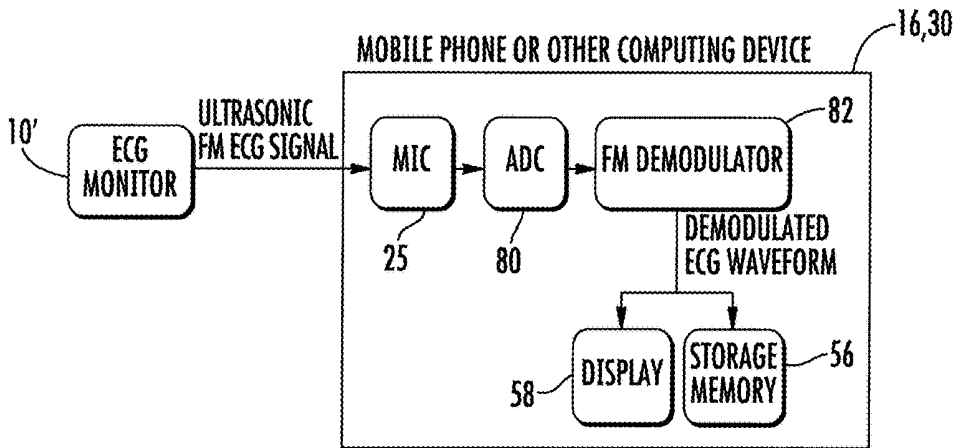 16,30
MOBILE PHONE OR OTHER COMPUTING DEVICE
10'
ECG
MONITOR
ULTRASONIC
FM ECG SIGNAL
MIC
25
ADC
80
FM DEMODULATOR
82
DEMODULATED
ECG WAVEFORM
DISPLAY
58
STORAGE
MEMORY
56